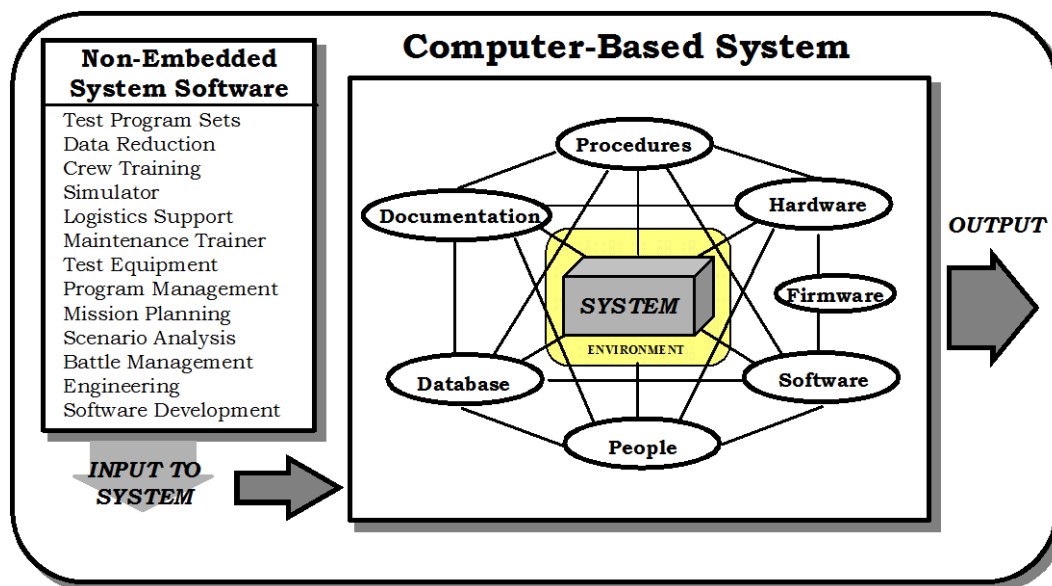 Computer-Based System
Non-Embedded
System Software
Test Program Sets
Data Reduction
Crew Training
Simulator
Logistics Support
Maintenance Trainer
Test Equipment
Program Management
Mission Planning
Scenario Analysis
Battle Management
Engineering
Software Development
INPUT TO
SYSTEM
Procedures
Documentation
Hardware
SYSTEM
Firmware
ENVIRONMENT
Database
Software
People
OUTPUT